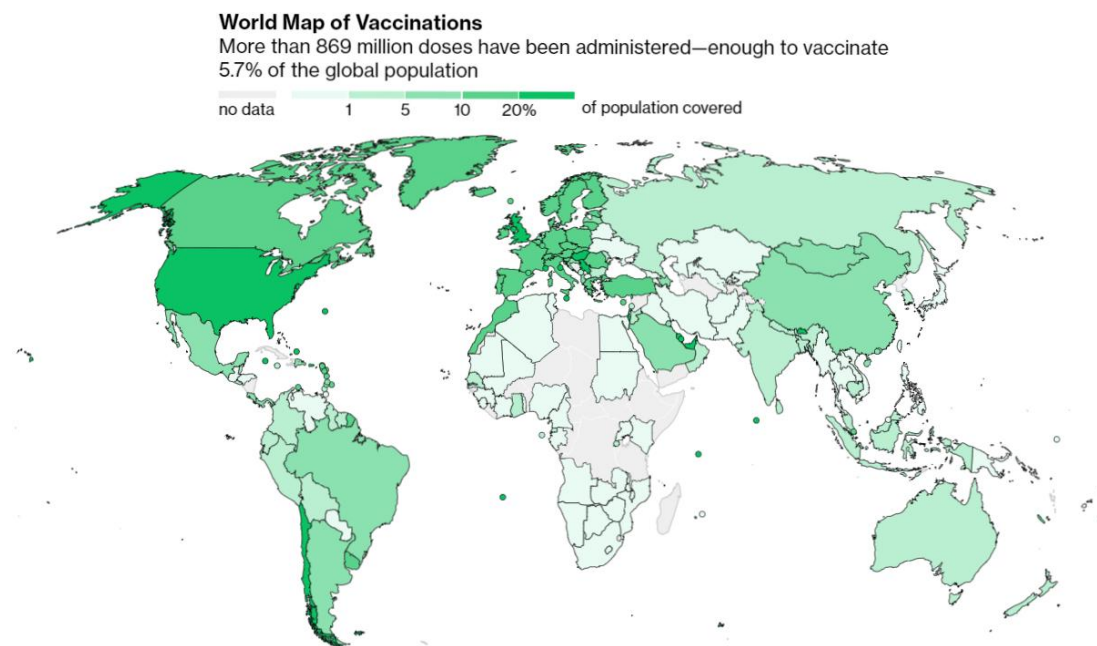 World Map of Vaccinations
More than 869 million doses have been administered—enough to vaccinate
5.7% of the global population
no data 1 5 10 20% of population covered